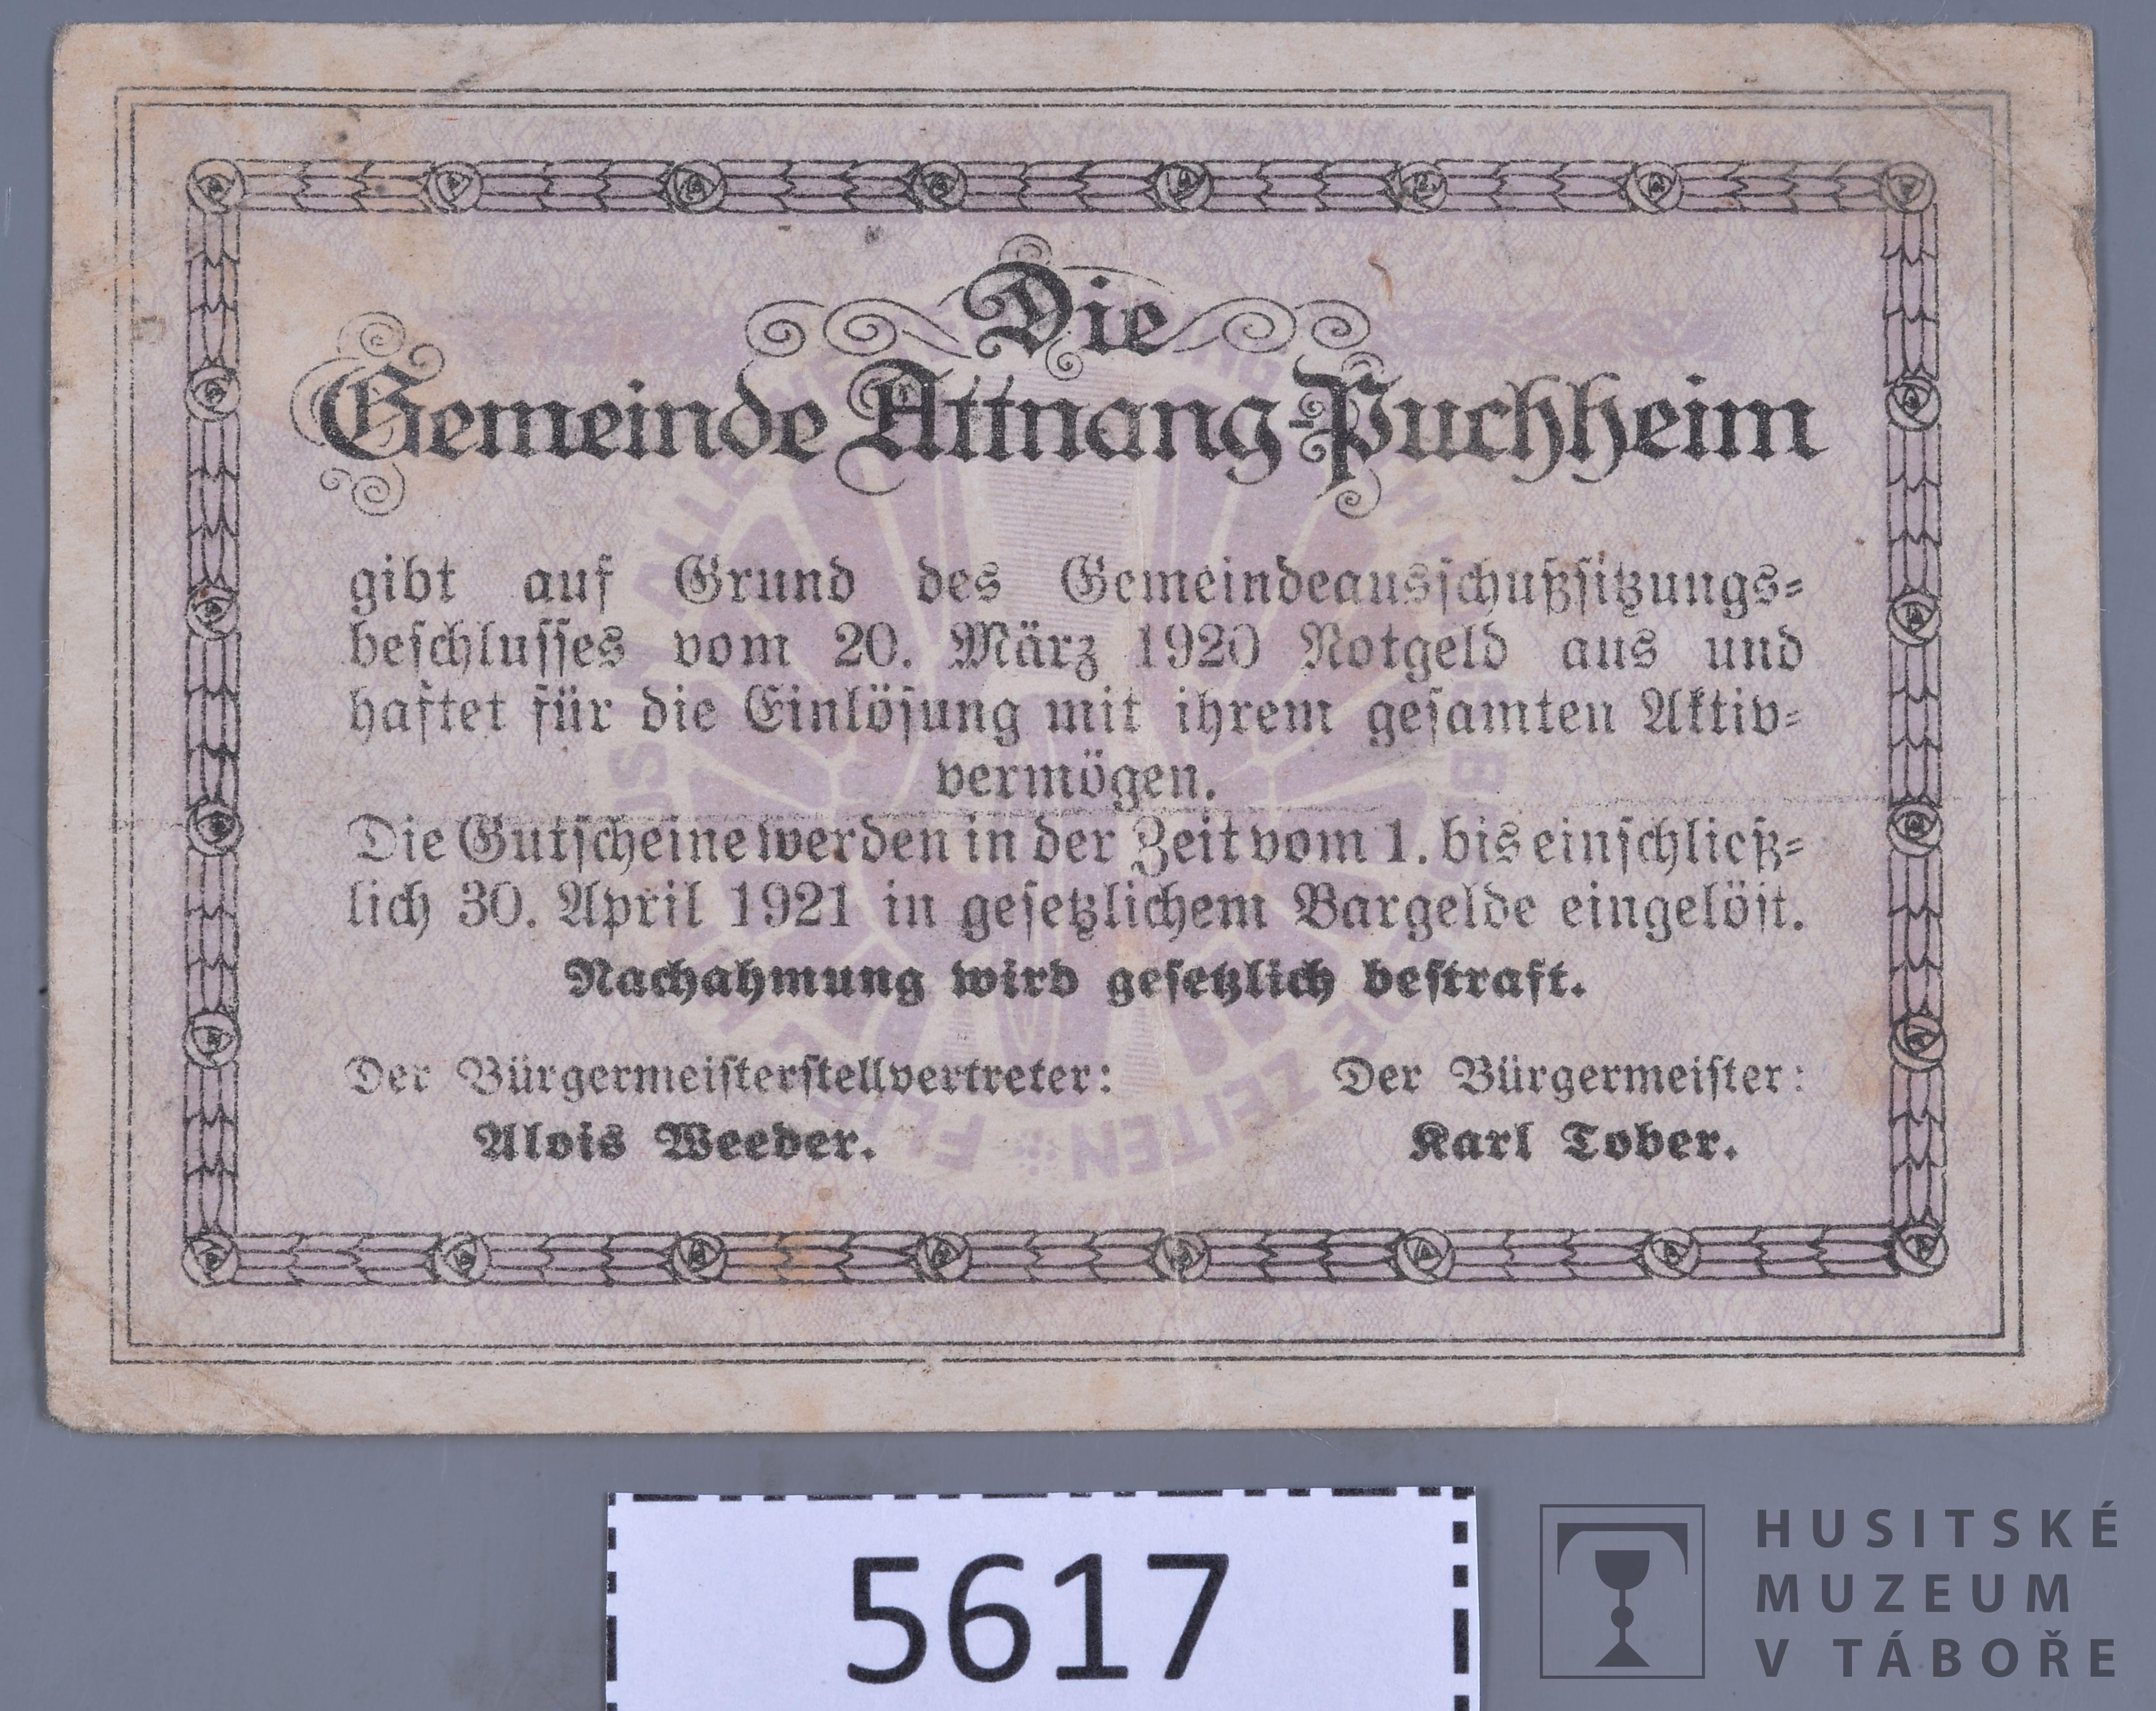 Die
Gemeinde Attnang-Puchheim
gibt auf Grund des Gemeindeausschußsitzungs-
beschlusses vom 20. März 1920 Notgeld aus und
haftet für die Einlösung mit ihrem gesamten Aktiv-
vermögen.
Die Gutscheine werden in der Zeit vom 1. bis einschließ-
lich 30. April 1921 in gesetzlichem Bargelde eingelöst.
Nachahmung wird gesetzlich bestraft.
Der Bürgermeisterstellvertreter:
Alois Weeder.
Der Bürgermeister:
Karl Tober.
ZEITEN
5617
HUSITSKÉ
MUZEUM
V TÁBOŘE